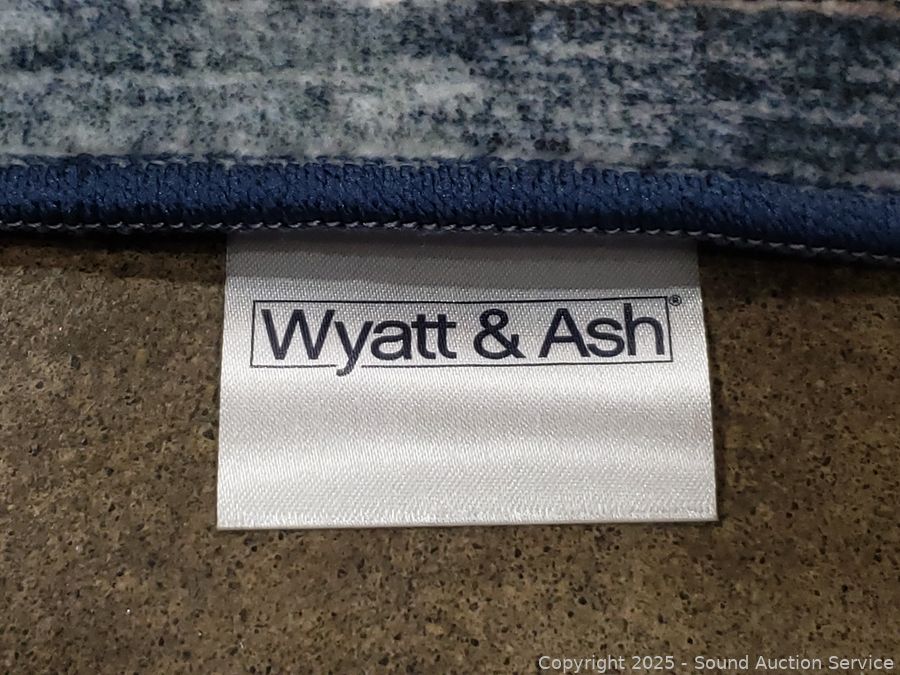 Wyatt & Ash®
Copyright 2025 - Sound Auction Service